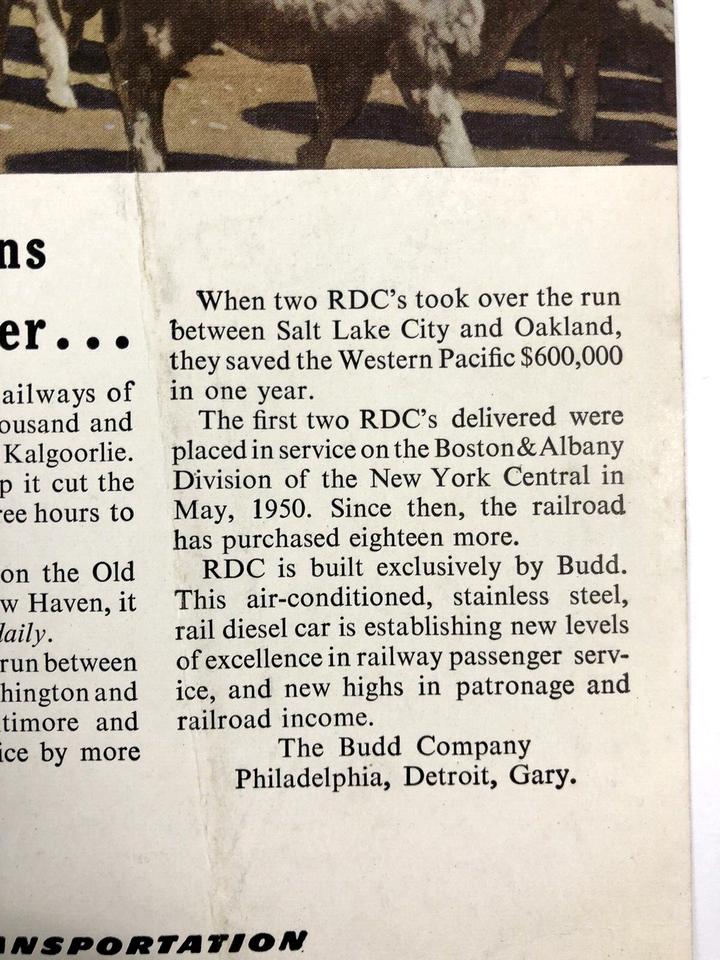 ns
er...
ailways of
ousand and
Kalgoorlie.
p it cut the
ree hours to
on the Old
w Haven, it
daily.
run between
hington and
timore and
ice by more
When two RDC's took over the run
between Salt Lake City and Oakland,
they saved the Western Pacific $600,000
in one year.
The first two RDC's delivered were
placed in service on the Boston & Albany
Division of the New York Central in
May, 1950. Since then, the railroad
has purchased eighteen more.
RDC is built exclusively by Budd.
This air-conditioned, stainless steel,
rail diesel car is establishing new levels
of excellence in railway passenger serv-
ice, and new highs in patronage and
railroad income.
The Budd Company
Philadelphia, Detroit, Gary.
ANSPORTATION